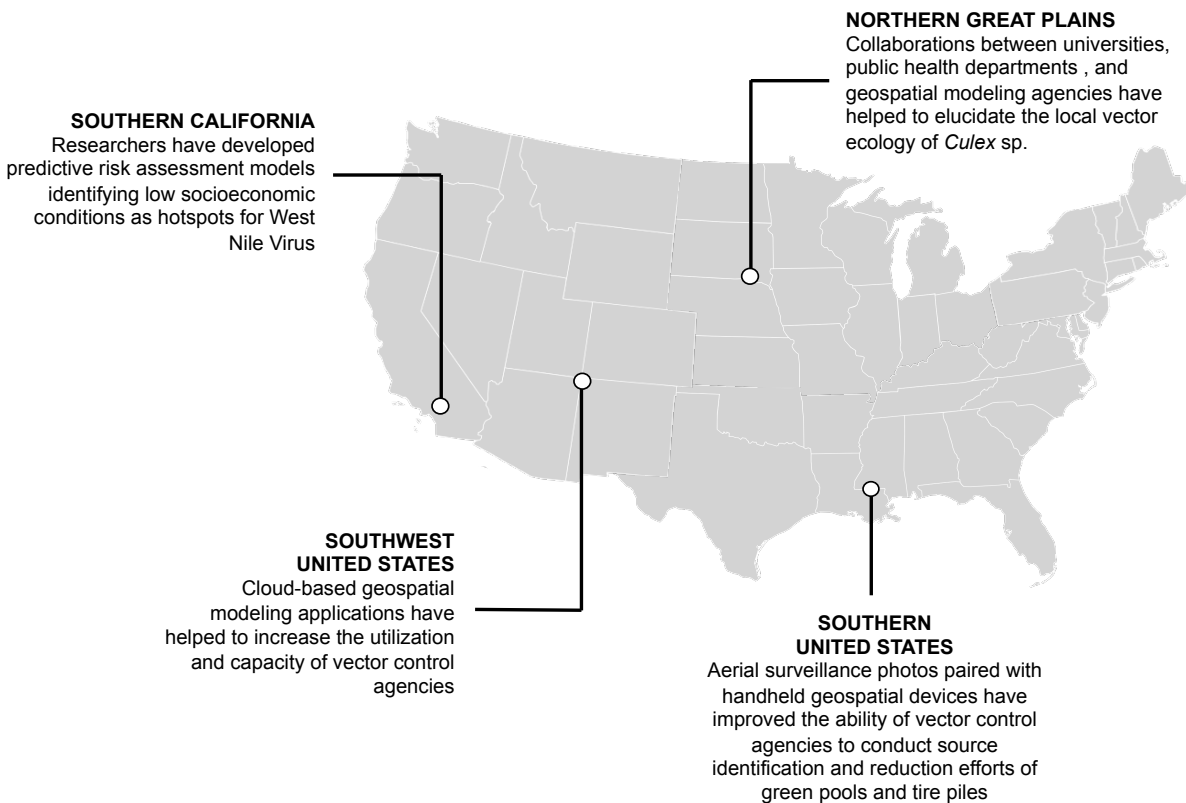 NORTHERN GREAT PLAINS
Collaborations between universities,
public health departments , and
geospatial modeling agencies have
helped to elucidate the local vector
ecology of Culex sp.
SOUTHERN CALIFORNIA
Researchers have developed
predictive risk assessment models
identifying low socioeconomic
conditions as hotspots for West
Nile Virus
SOUTHWEST
UNITED STATES
Cloud-based geospatial
modeling applications have
helped to increase the utilization
and capacity of vector control
agencies
SOUTHERN
UNITED STATES
Aerial surveillance photos paired with
handheld geospatial devices have
improved the ability of vector control
agencies to conduct source
identification and reduction efforts of
green pools and tire piles